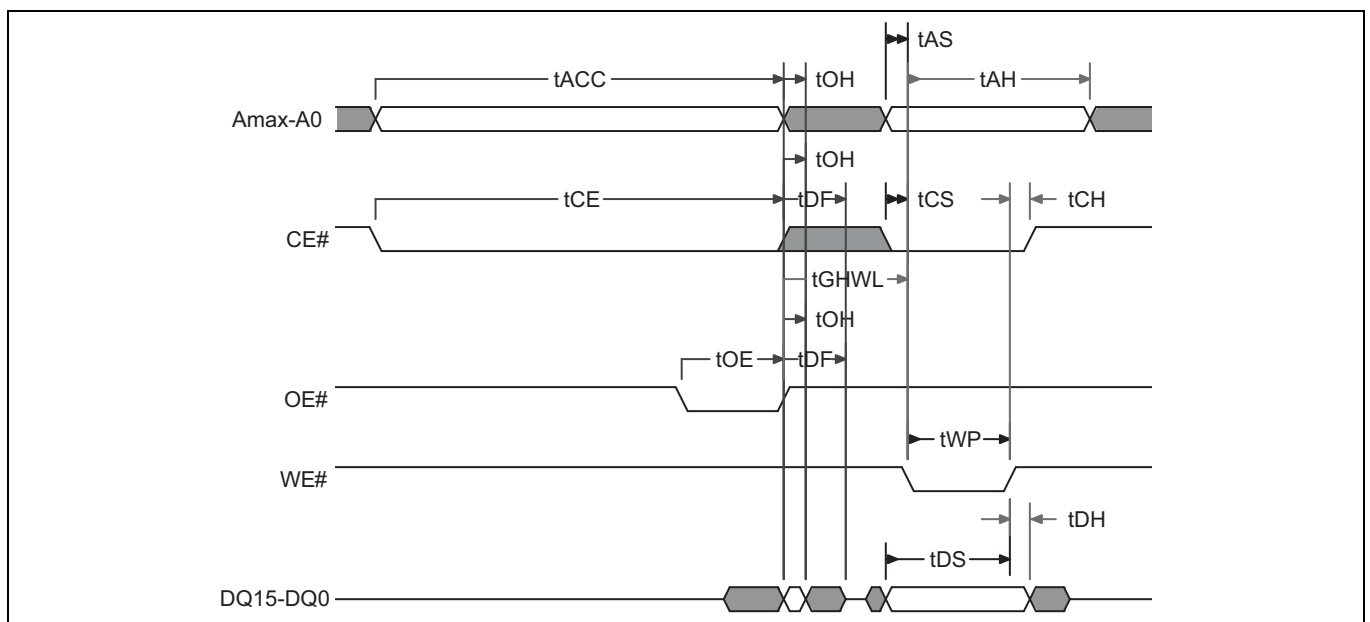 tAS
tACC tOH tAH
Amax-A0
tOH
tCE tDF tCS tCH
CE#
tGHWL
tOH
tOE tDF
OE#
tWP
WE#
tDH
tDS
DQ15-DQ0